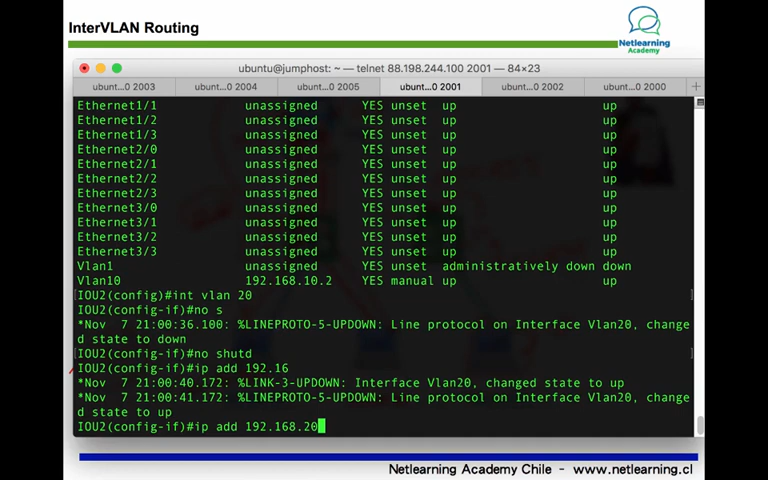 InterVLAN Routing
Netlearning
Academy
ubuntu@jumphost: ~ — telnet 88.198.244.100 2001 — 84×23
ubunt...0 2003 ubunt...0 2004 ubunt...0 2005 ubunt...0 2001 ubunt...0 2002 ubunt...0 2000 +
Ethernet1/1 unassigned YES unset up up
Ethernet1/2 unassigned YES unset up up
Ethernet1/3 unassigned YES unset up up
Ethernet2/0 unassigned YES unset up up
Ethernet2/1 unassigned YES unset up up
Ethernet2/2 unassigned YES unset up up
Ethernet2/3 unassigned YES unset up up
Ethernet3/0 unassigned YES unset up up
Ethernet3/1 unassigned YES unset up up
Ethernet3/2 unassigned YES unset up up
Ethernet3/3 unassigned YES unset up up
Vlan1 unassigned YES unset administratively down down
Vlan10 192.168.10.2 YES manual up up
[IOU2(config)#int vlan 20 ]
IOU2(config-if)#no s
*Nov 7 21:00:36.100: %LINEPROTO-5-UPDOWN: Line protocol on Interface Vlan20, change
d state to down
[IOU2(config-if)#no shutd ]
IOU2(config-if)#ip add 192.16
*Nov 7 21:00:40.172: %LINK-3-UPDOWN: Interface Vlan20, changed state to up
*Nov 7 21:00:41.172: %LINEPROTO-5-UPDOWN: Line protocol on Interface Vlan20, change
d state to up
IOU2(config-if)#ip add 192.168.20
Netlearning Academy Chile - www.netlearning.cl